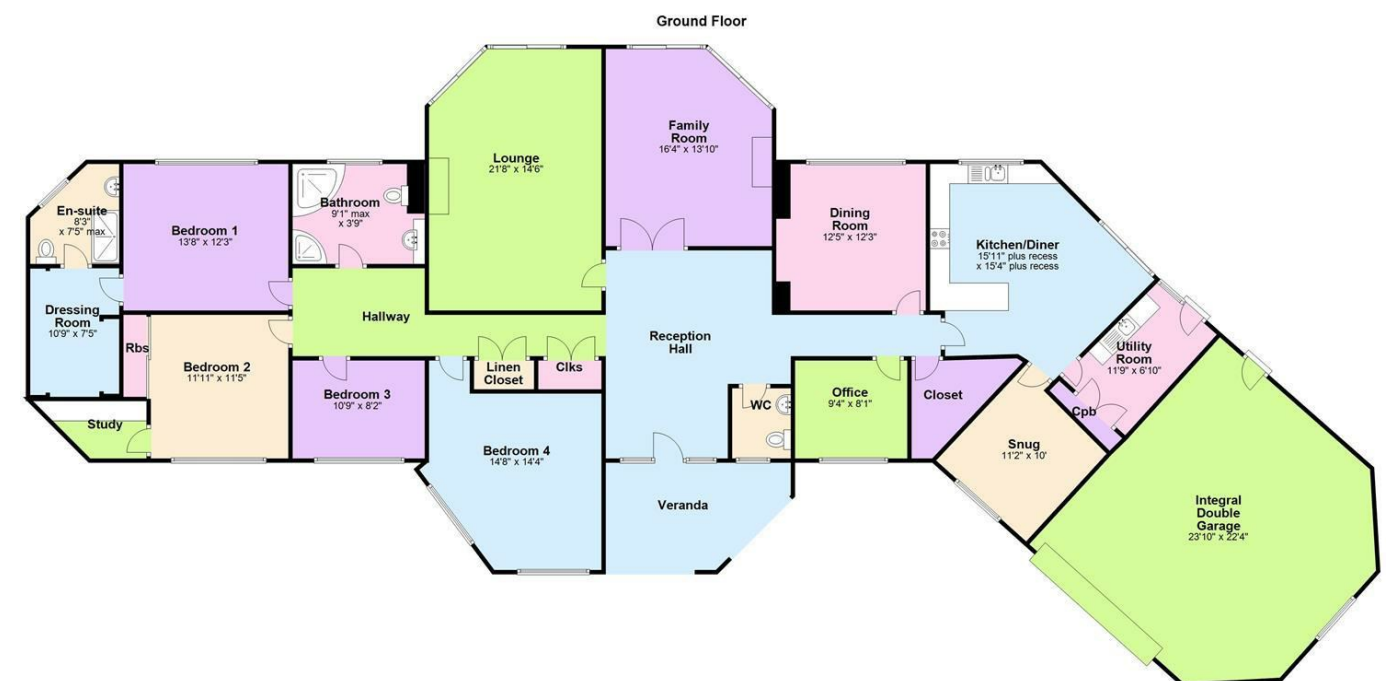 Ground Floor
Family
Room
16'4" x 13'10"
Lounge
21'8" x 14'6"
En-suite
8'3"
x 7'5" max
Bedroom 1
13'8" x 12'3"
Bathroom
9'1" max
x 3'9"
Dining
Room
12'5" x 12'3"
Kitchen/Diner
15'11" plus recess
x 15'4" plus recess
Dressing
Room
10'9" x 7'5"
Hallway
Reception
Hall
Utility
Room
11'9" x 6'10"
Rbs
Bedroom 2
11'11" x 11'5"
Bedroom 3
10'9" x 8'2"
Linen
Closet
Clks
WC
Office
9'4" x 8'1"
Closet
Cpb
Study
Bedroom 4
14'8" x 14'4"
Snug
11'2" x 10'
Veranda
Integral
Double
Garage
23'10" x 22'4"